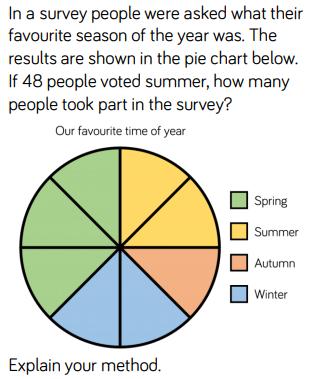 In a survey people were asked what their
favourite season of the year was. The
results are shown in the pie chart below.
If 48 people voted summer, how many
people took part in the survey?
Our favourite time of year
Spring
Summer
Autumn
Winter
Explain your method.